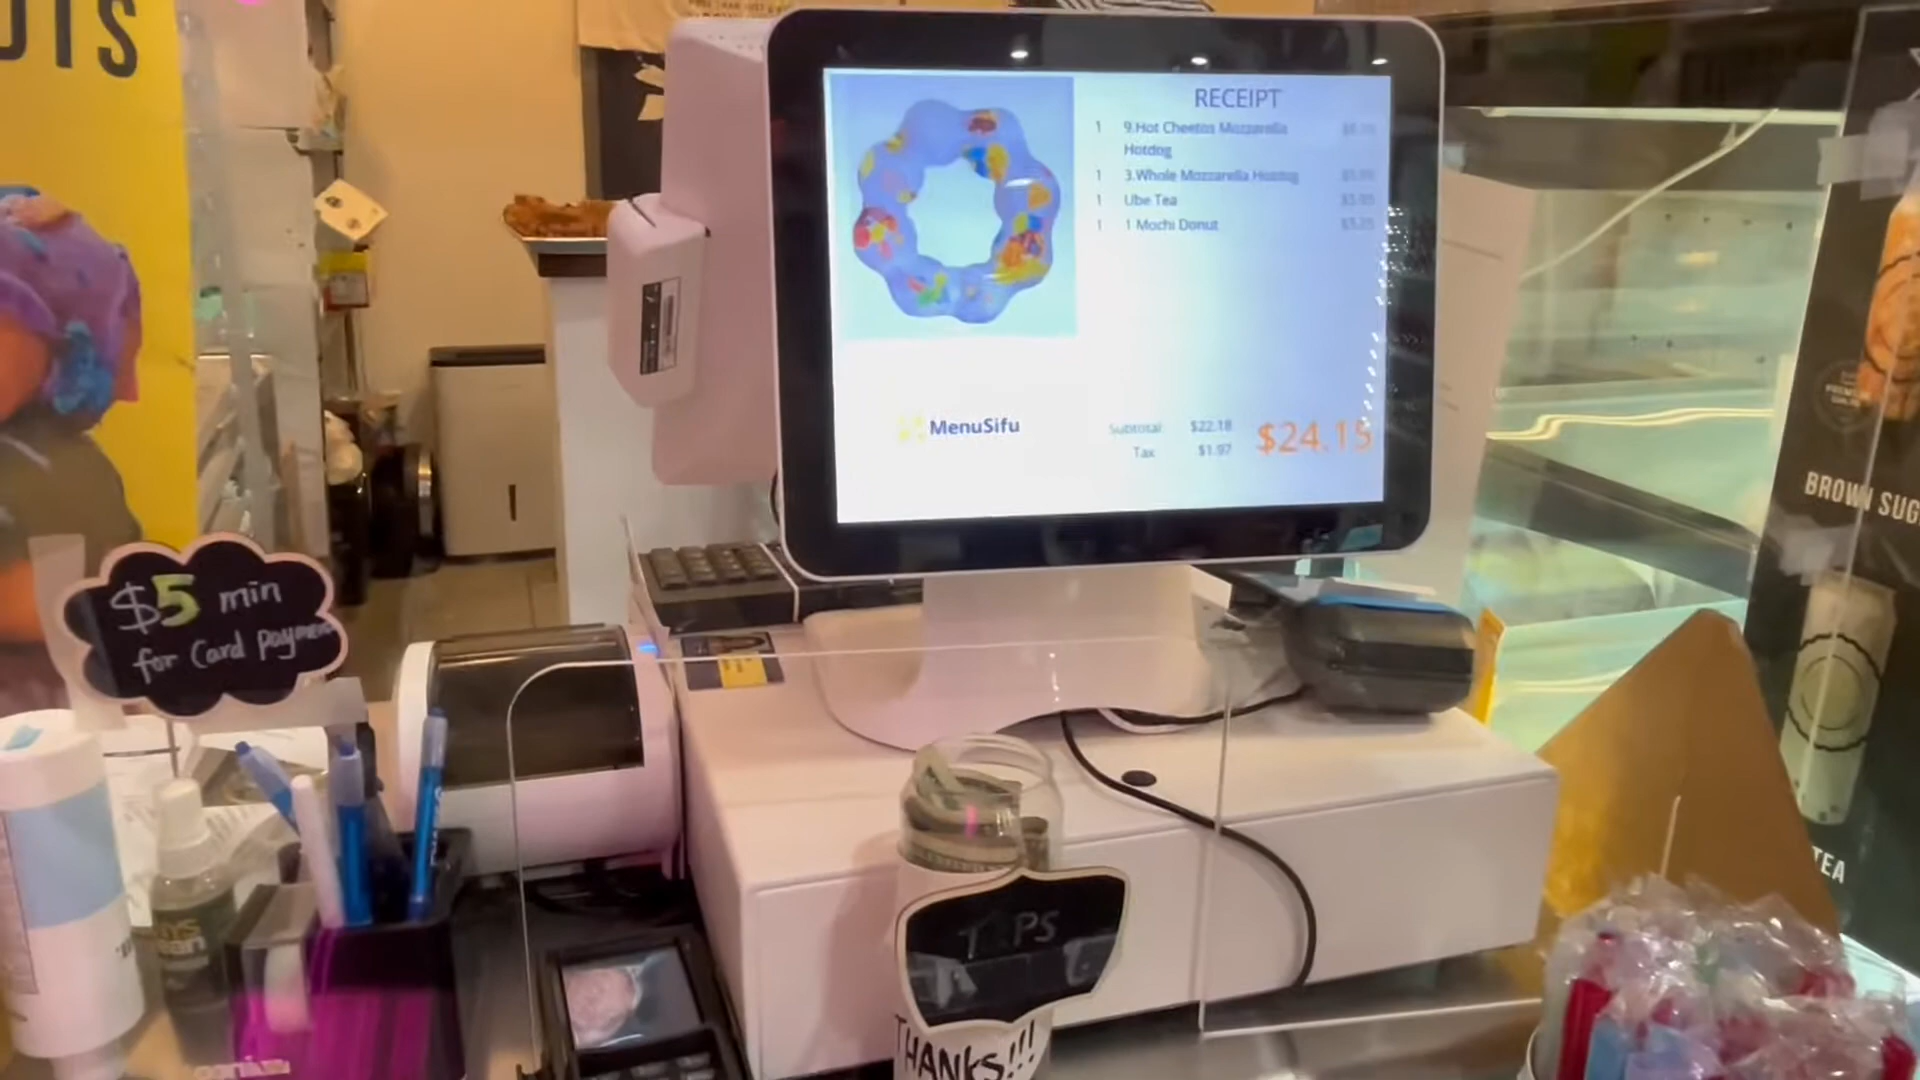 RECEIPT
1 9.Hot Cheetos Mozzarella
Hotdog
1 3.Whole Mozzarella Hotdog
1 Ube Tea
1 1 Mochi Donut
MenuSifu
Subtotal $22.18
Tax $1.97
$24.15
$5 min
for Card payment
BROWN SUG
TEA
TIPS
THANKS!!!